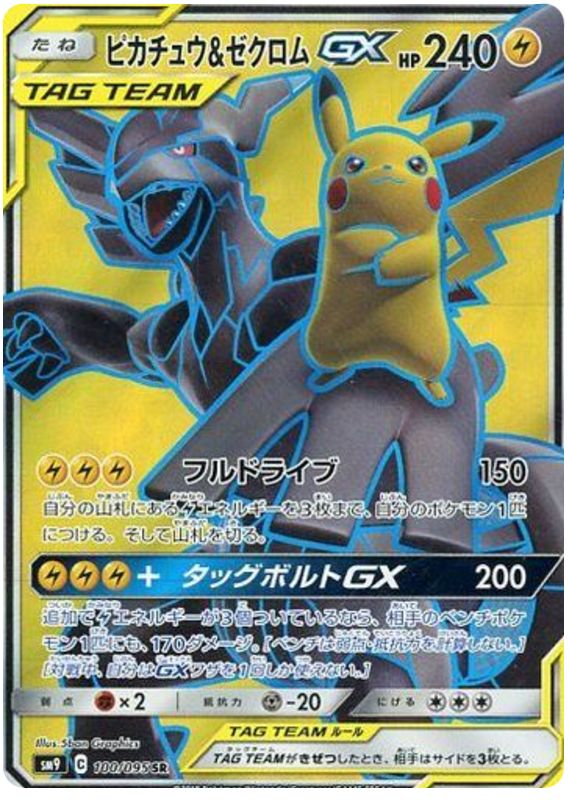 たね ピカチュウ&ゼクロムGX HP240
TAG TEAM
フルドライブ 150
自分の山札にあるエネルギーを3枚まで、自分のポケモン1匹
につける。そして山札を切る。
+ タッグボルトGX 200
追加でエネルギーが3個ついているなら、相手のベンチポケ
モン1匹にも、170ダメージ。[ベンチは弱点・抵抗力を計算しない。]
[対戦中、自分はGXワザを1回しか使えない。]
弱点 ×2 抵抗力 -20 にげる
Illus. 5ban Graphics
TAG TEAM ルール
sm9 C 100/095 SR
TAG TEAMがきぜつしたとき、相手はサイドを3枚とる。